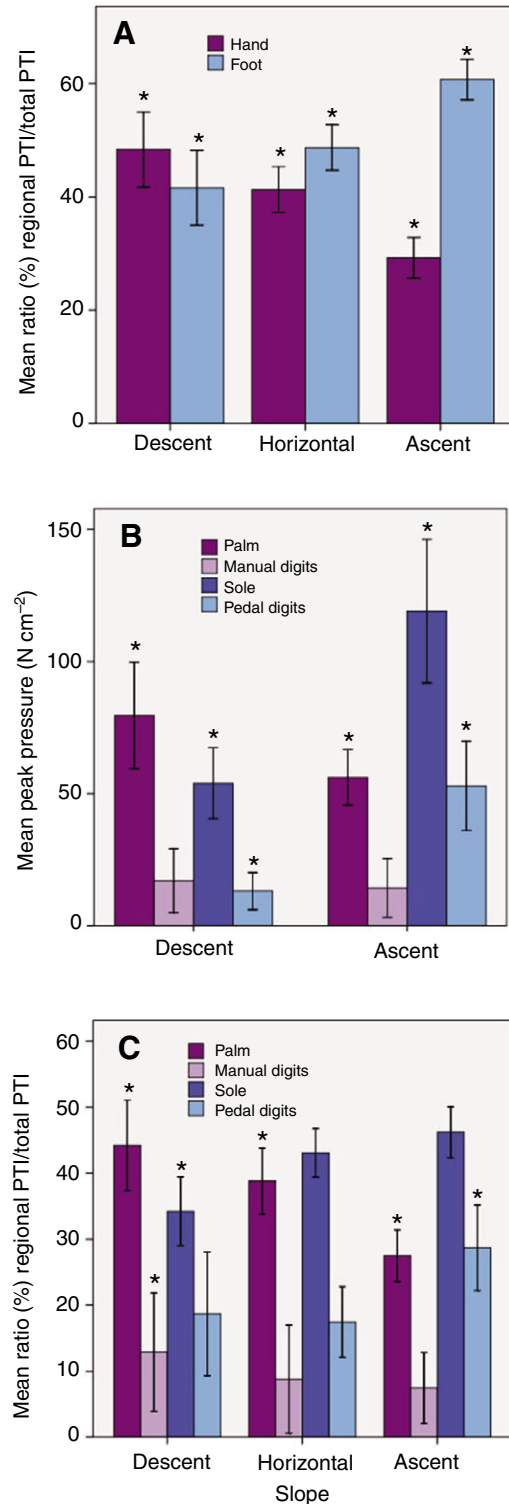 A
Hand
Foot
Mean ratio (%) regional PTI/total PTI
60
40
20
0
* * * * * *
Descent Horizontal Ascent
B
Palm
Manual digits
Sole
Pedal digits
Mean peak pressure (N cm⁻²)
150
100
50
0
* * * * * *
Descent Ascent
C
Palm
Manual digits
Sole
Pedal digits
Mean ratio (%) regional PTI/total PTI
60
50
40
30
20
10
0
* * * * * *
Descent Horizontal Ascent
Slope